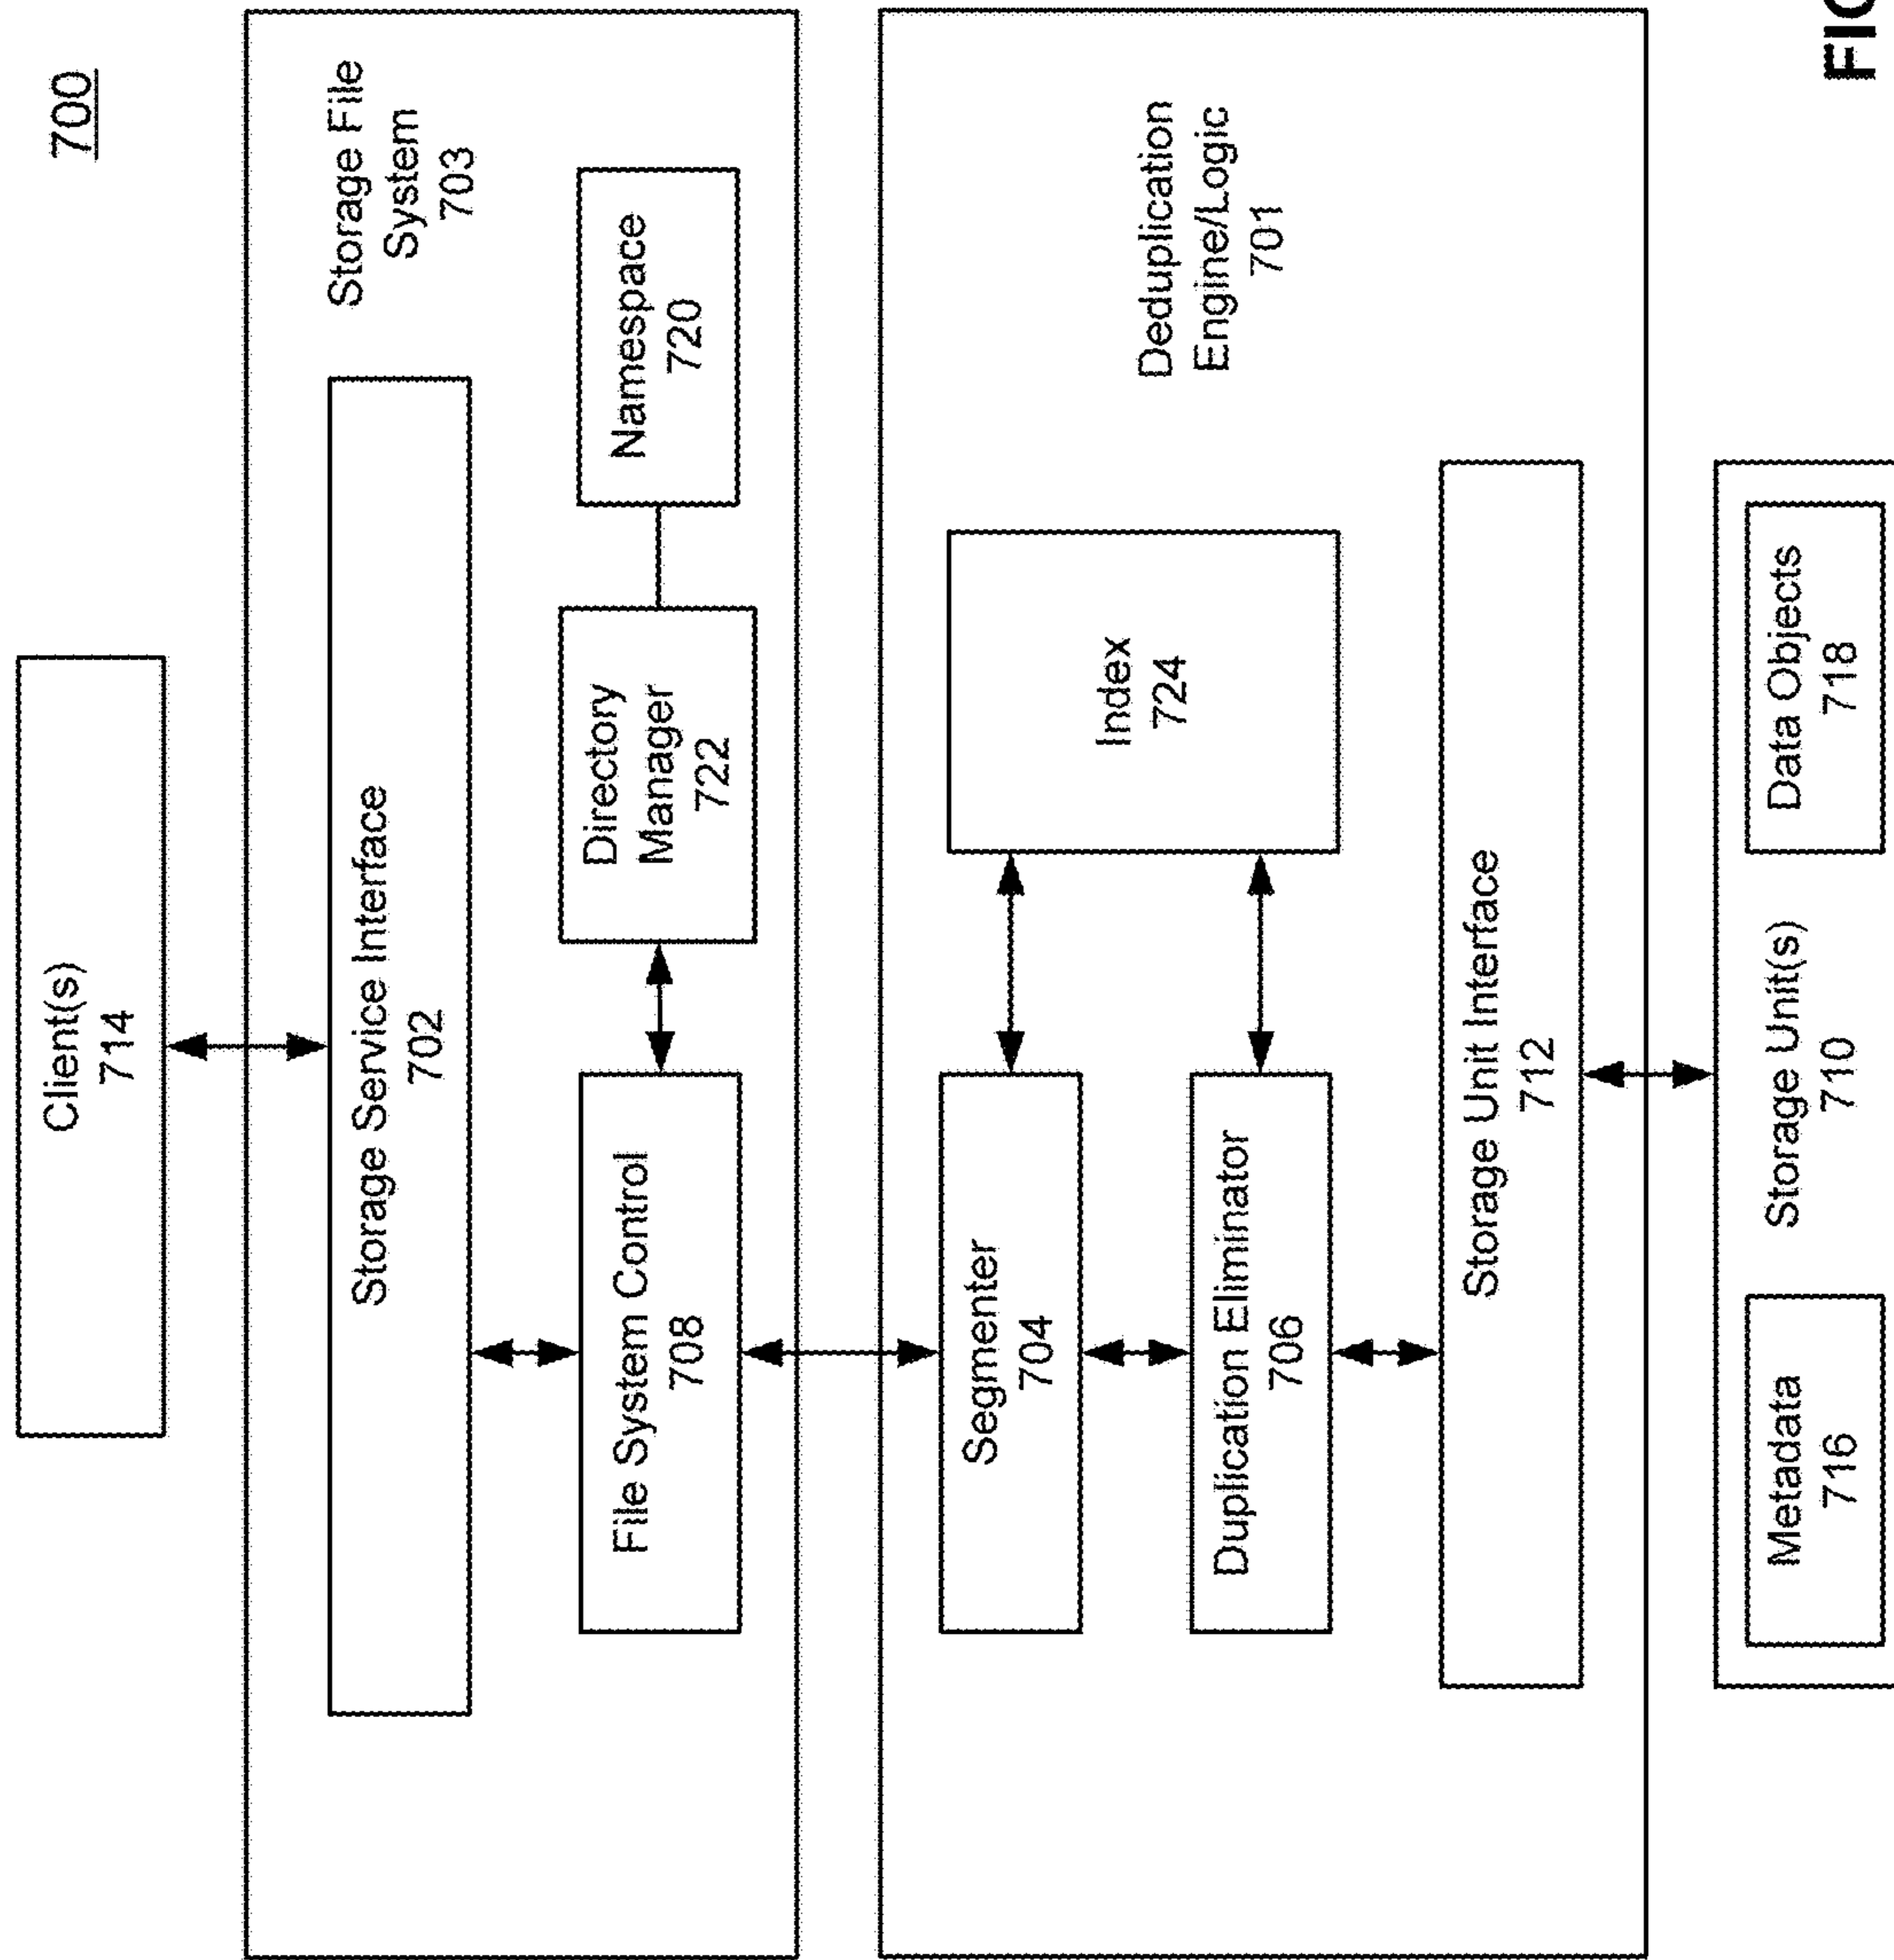 700
Client(s)
714
Storage File
System
703
Storage Service Interface
702
File System Control
708
Directory
Manager
722
Namespace
720
Deduplication
Engine/Logic
701
Segmenter
704
Index
724
Duplication Eliminator
706
Storage Unit Interface
712
Metadata
716
Storage Unit(s)
710
Data Objects
718